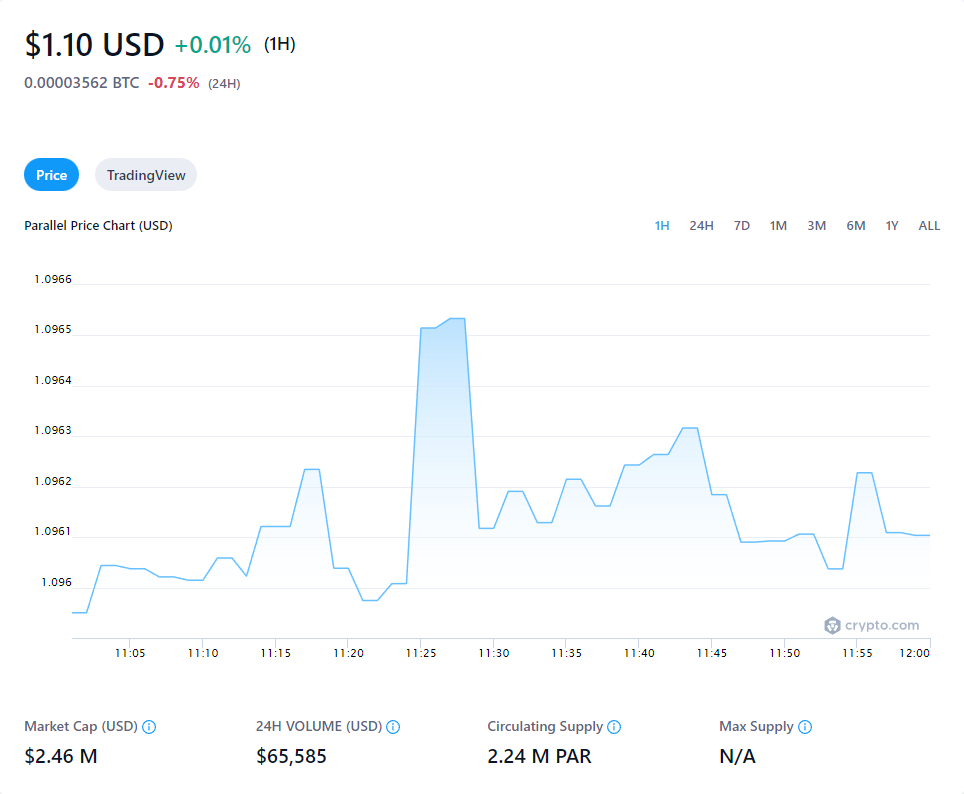 $1.10 USD +0.01% (1H)
0.00003562 BTC -0.75% (24H)
Price TradingView
Parallel Price Chart (USD) 1H 24H 7D 1M 3M 6M 1Y ALL
1.0966
1.0965
1.0964
1.0963
1.0962
1.0961
1.096
crypto.com
11:05 11:10 11:15 11:20 11:25 11:30 11:35 11:40 11:45 11:50 11:55 12:00
Market Cap (USD) 24H VOLUME (USD) Circulating Supply Max Supply
$2.46 M $65,585 2.24 M PAR N/A